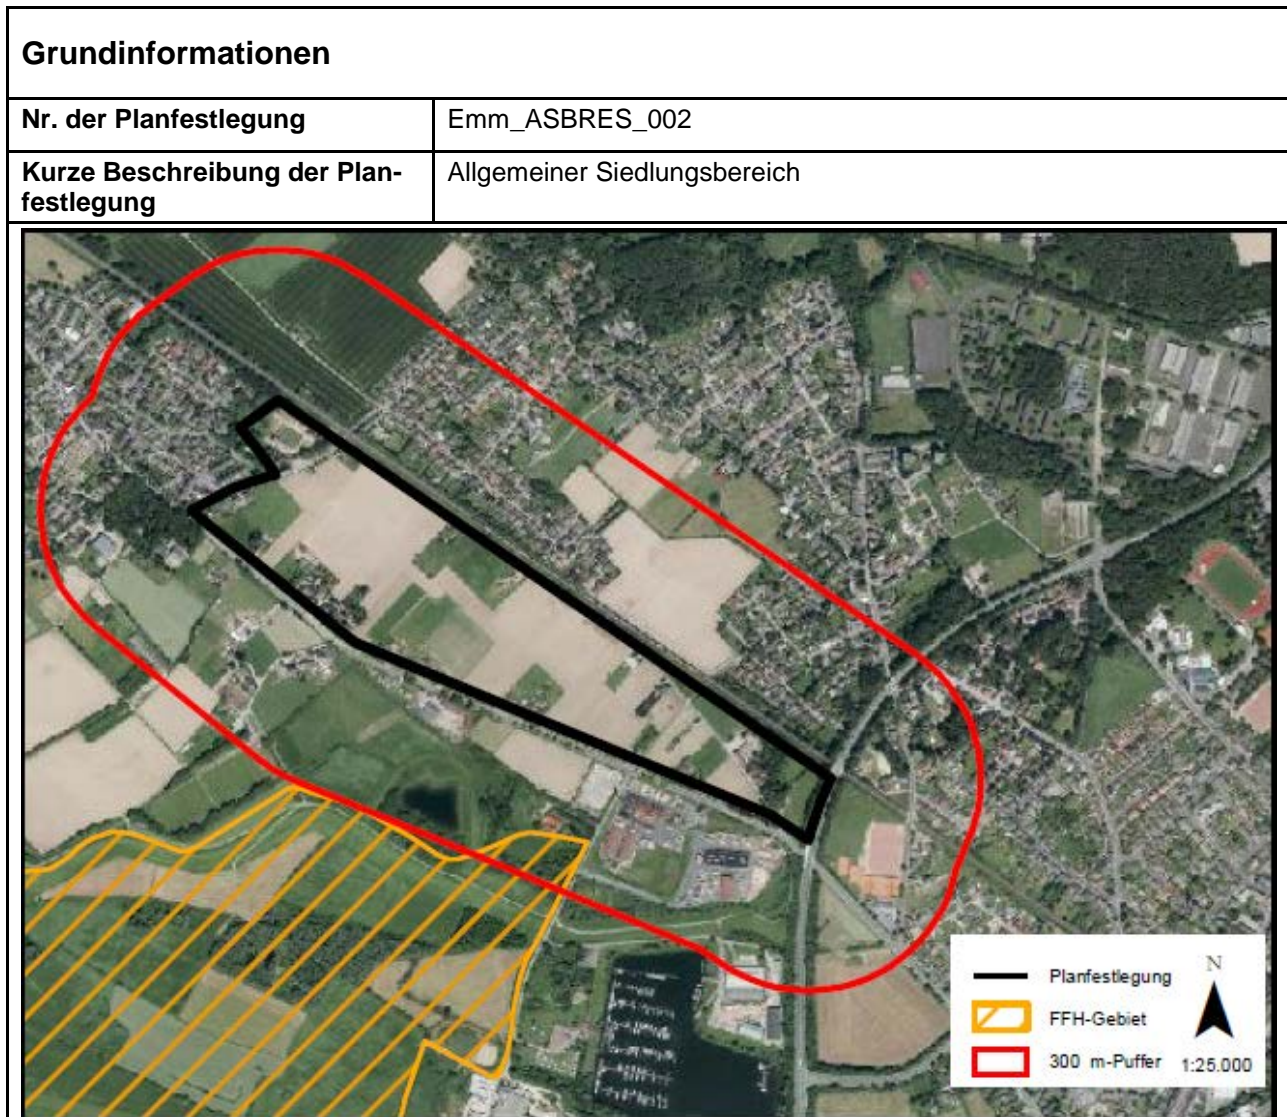 Grundinformationen
Nr. der Planfestlegung
Emm_ASBRES_002
Kurze Beschreibung der Plan-
festlegung
Allgemeiner Siedlungsbereich
N
Planfestlegung
FFH-Gebiet
300 m-Puffer
1:25.000